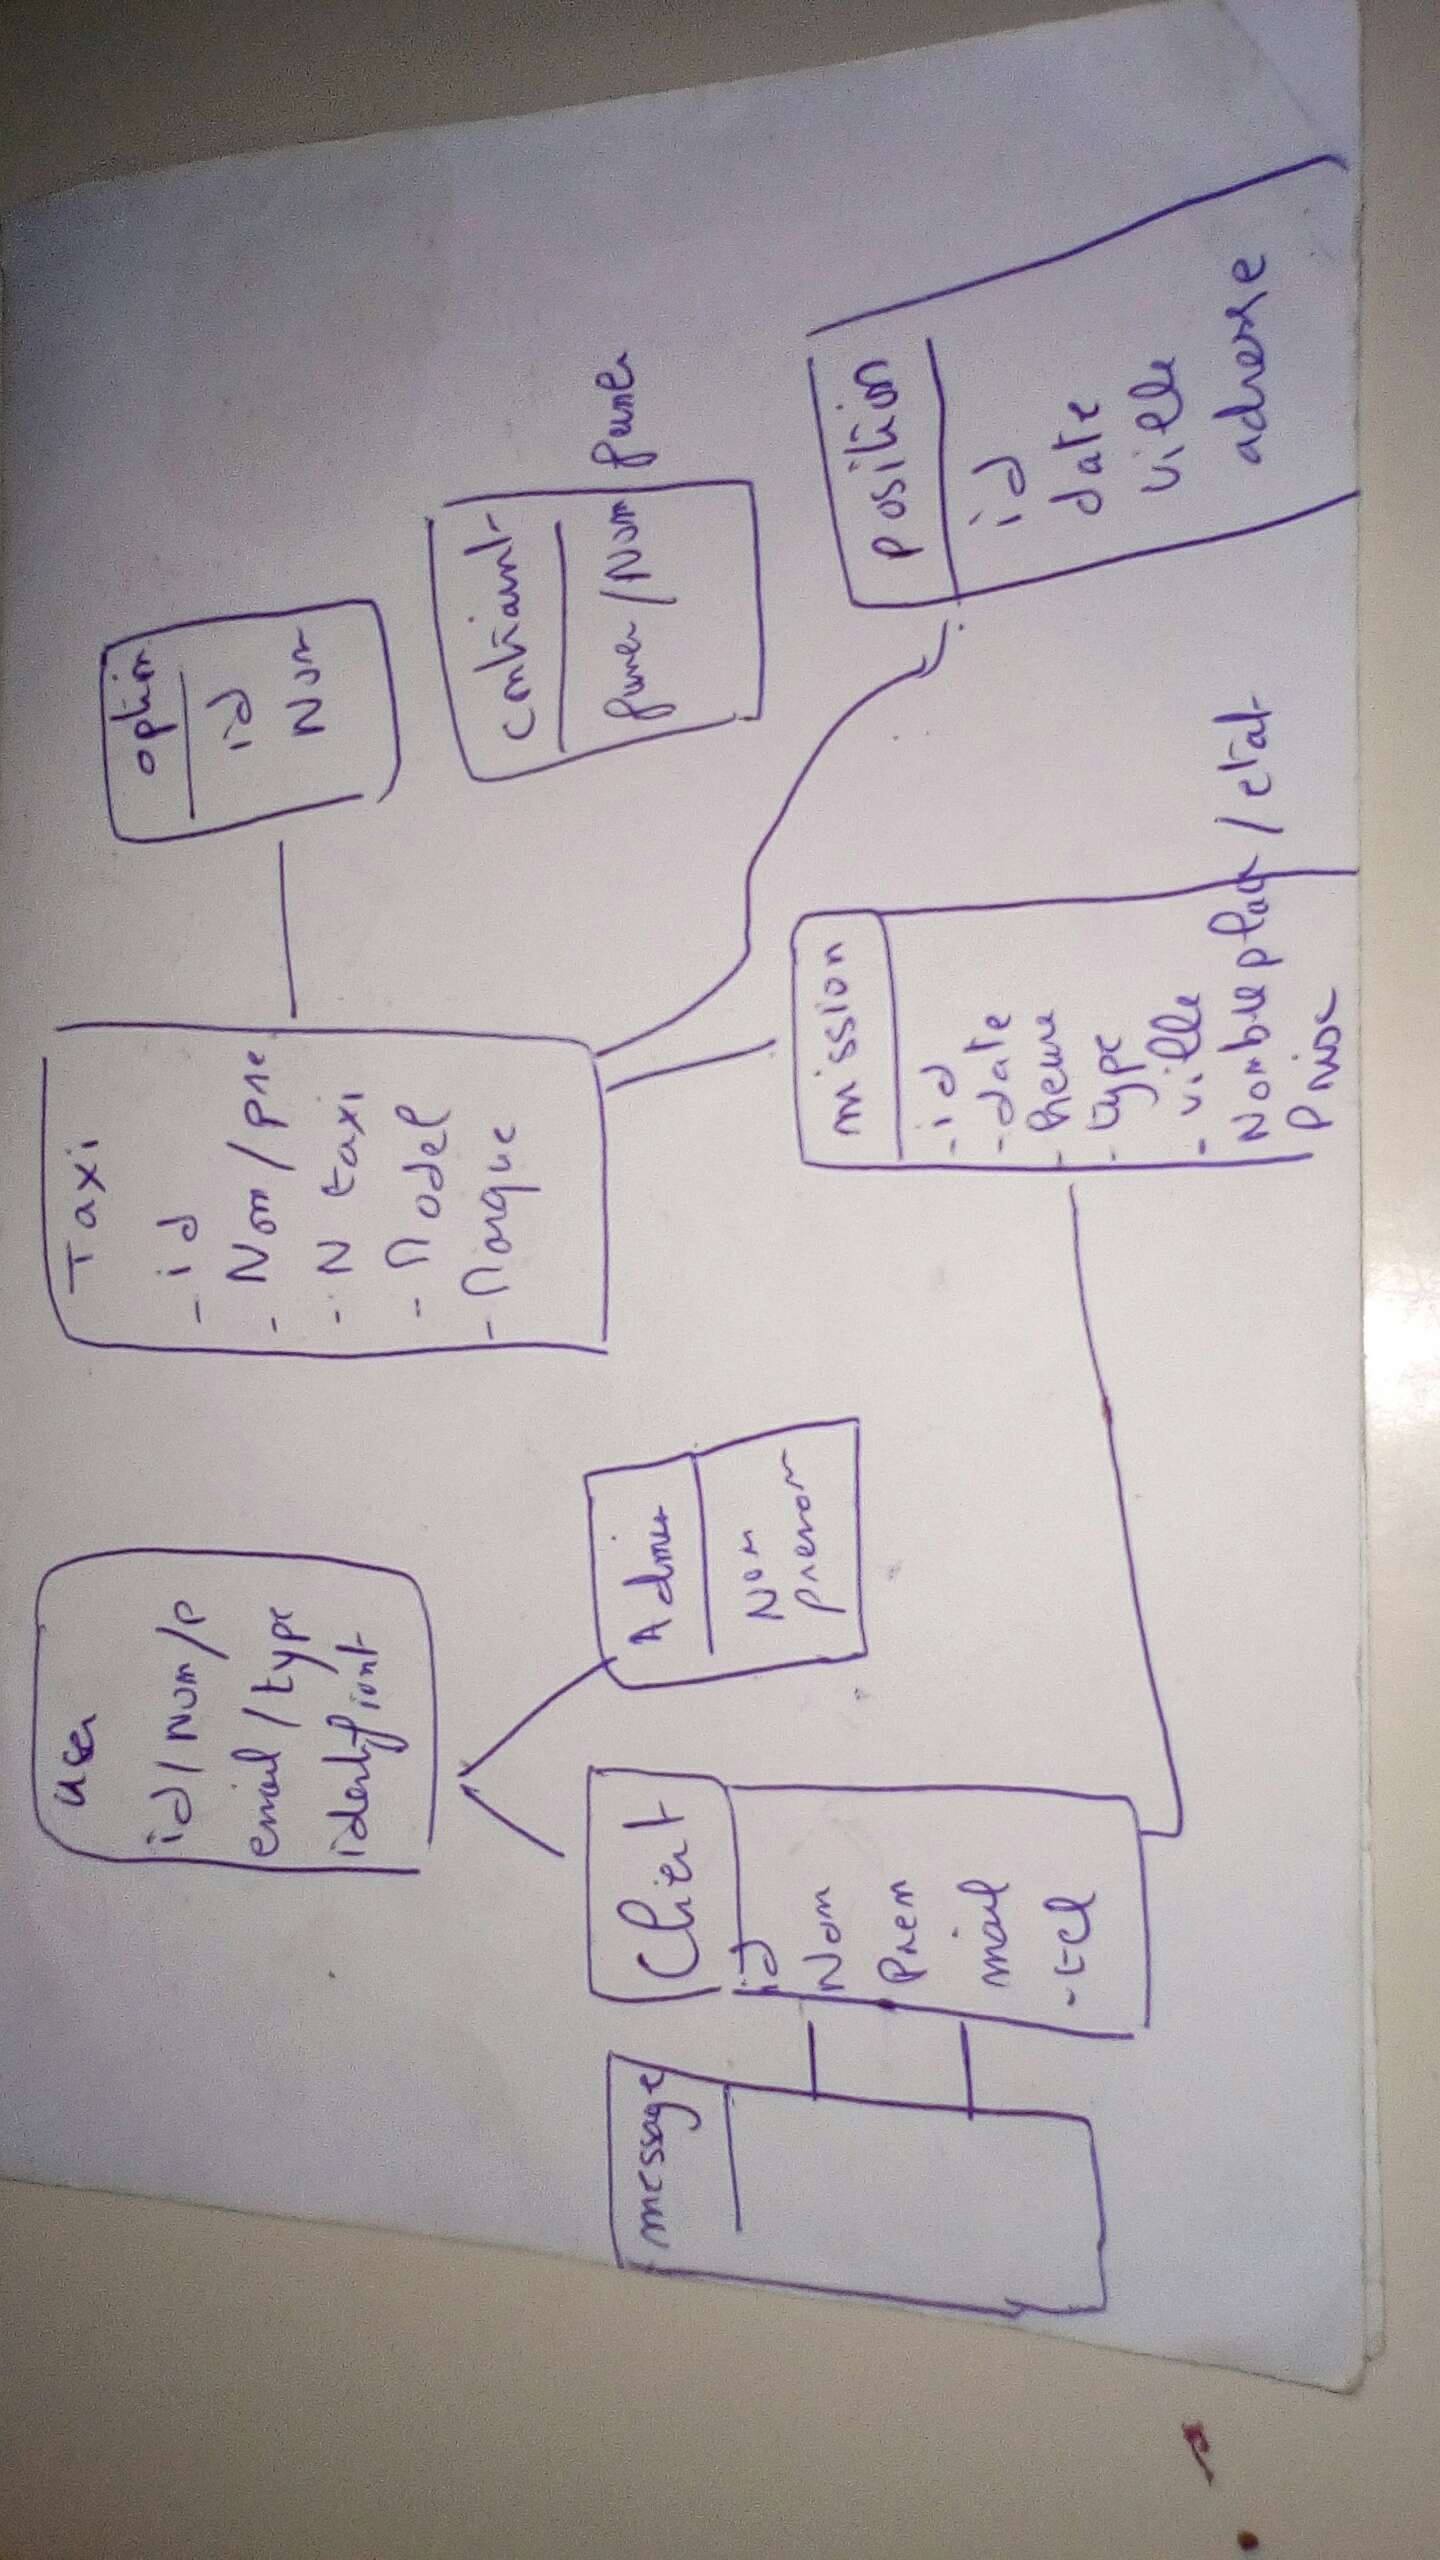 user
id / Nom / P
email / type
identifiant
Taxi
- id
- Nom / pre
- N taxi
- Model
- Marque
option
id
Nom
contraint
fumer / Non fumer
Client
id
Nom
Prem
mail
- tel
Admin
Nom
prenom
message
mission
- id
- date
- heure
- type
- ville
- Nombre place / etat
prise
position
id
date
ville
adresse